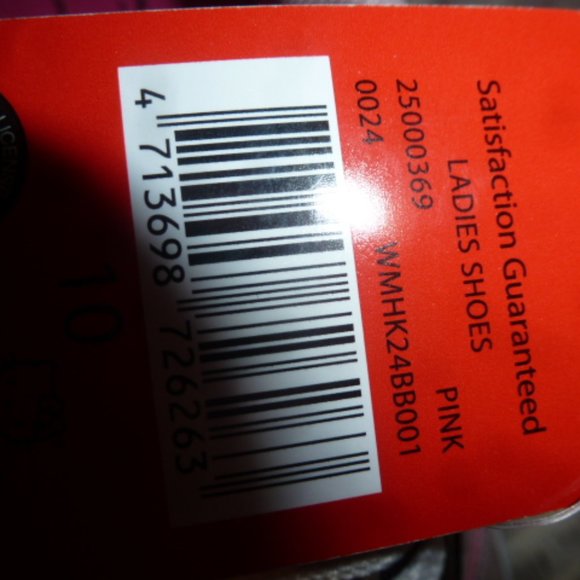 Satisfaction Guaranteed
LADIES SHOES PINK
25000369 WMHK24BB001
0024
4 713698 726263
10